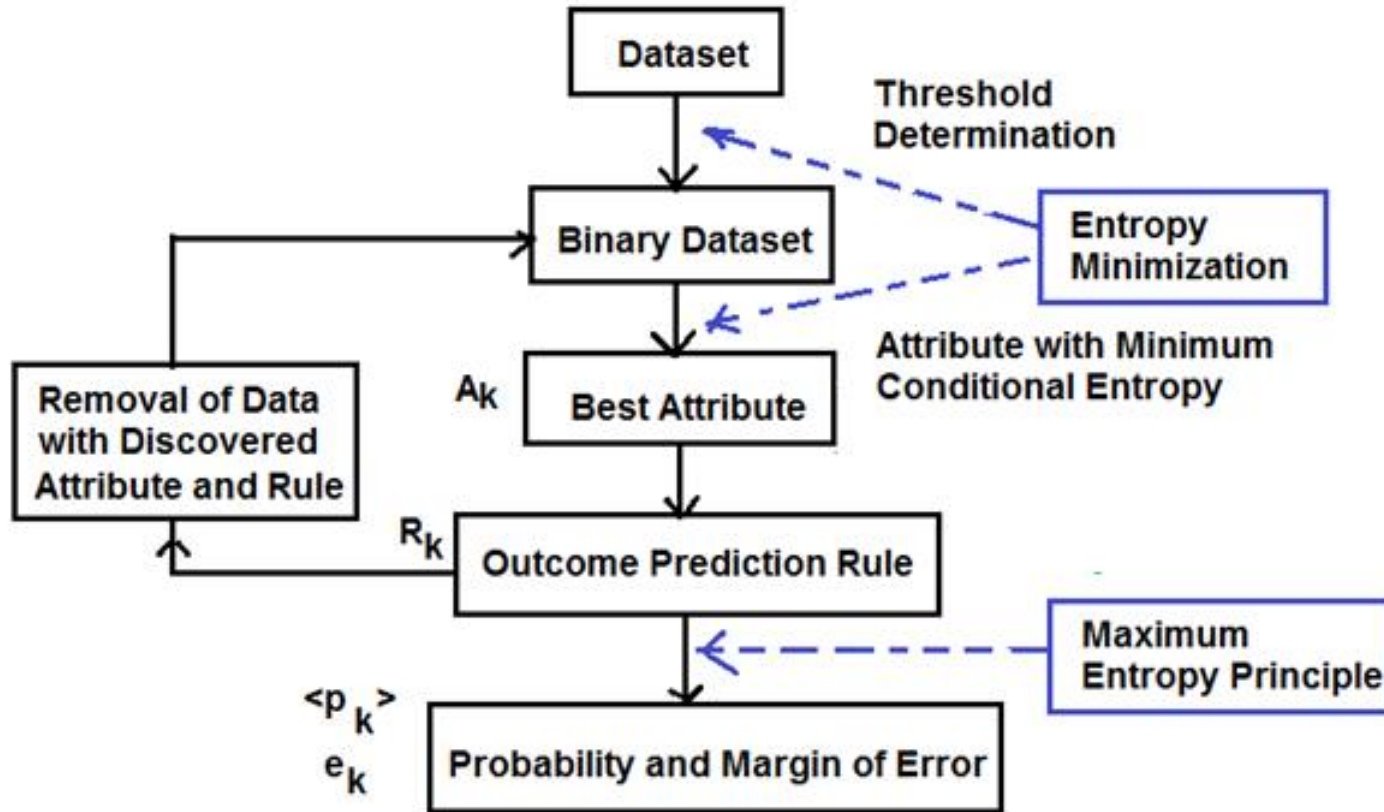 Dataset
Threshold
Determination
Binary Dataset
Entropy
Minimization
Attribute with Minimum
Conditional Entropy
Removal of Data
with Discovered
Attribute and Rule
Ak
Best Attribute
Rk
Outcome Prediction Rule
Maximum
Entropy Principle
<pk>
ek
Probability and Margin of Error